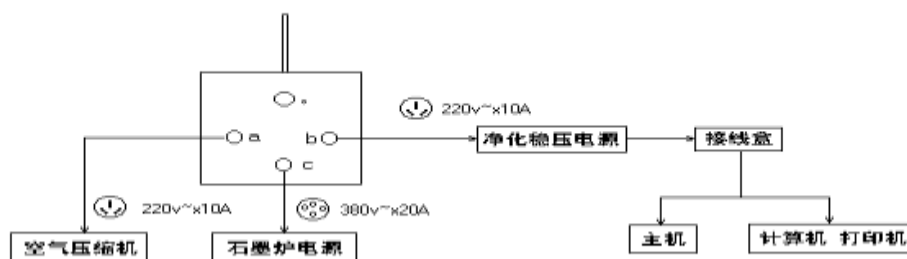 220v~x10A
a
b
净化稳压电源
接线盒
c
220v~x10A
380v~x20A
空气压缩机
石墨炉电源
主机
计算机 打印机